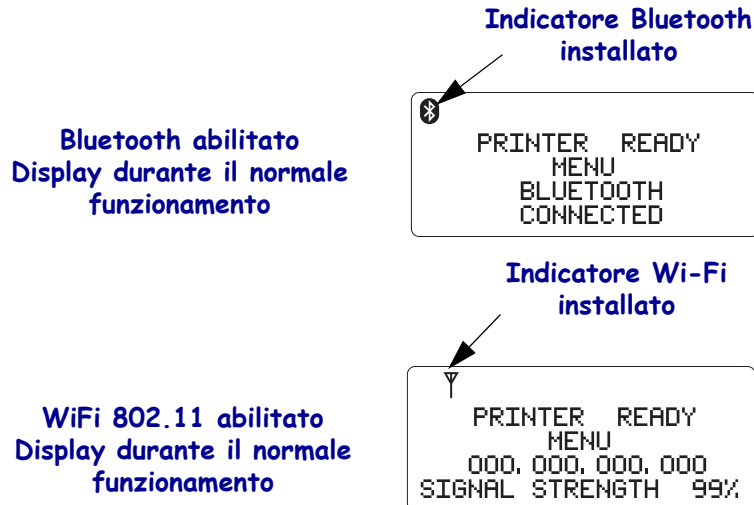 Indicatore Bluetooth
installato
Bluetooth abilitato
Display durante il normale
funzionamento
PRINTER READY
MENU
BLUETOOTH
CONNECTED
Indicatore Wi-Fi
installato
WiFi 802.11 abilitato
Display durante il normale
funzionamento
PRINTER READY
MENU
000. 000. 000. 000
SIGNAL STRENGTH 99%